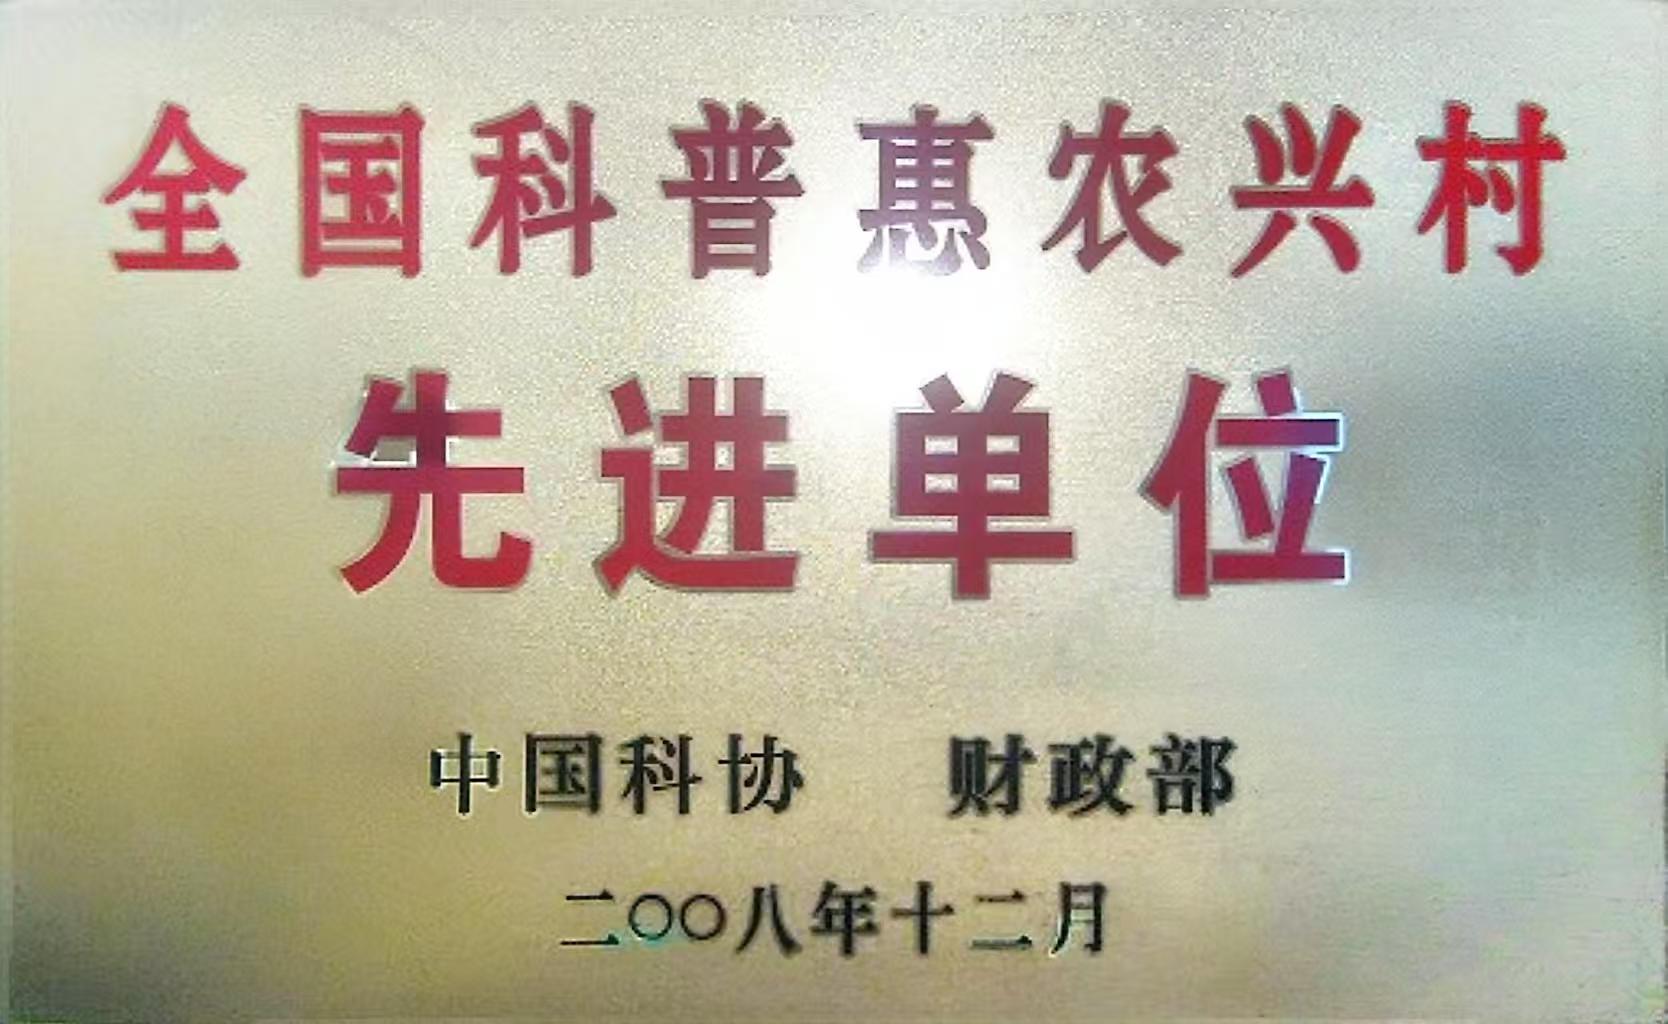 全国科普惠农兴村
先进单位
中国科协 财政部
二〇〇八年十二月